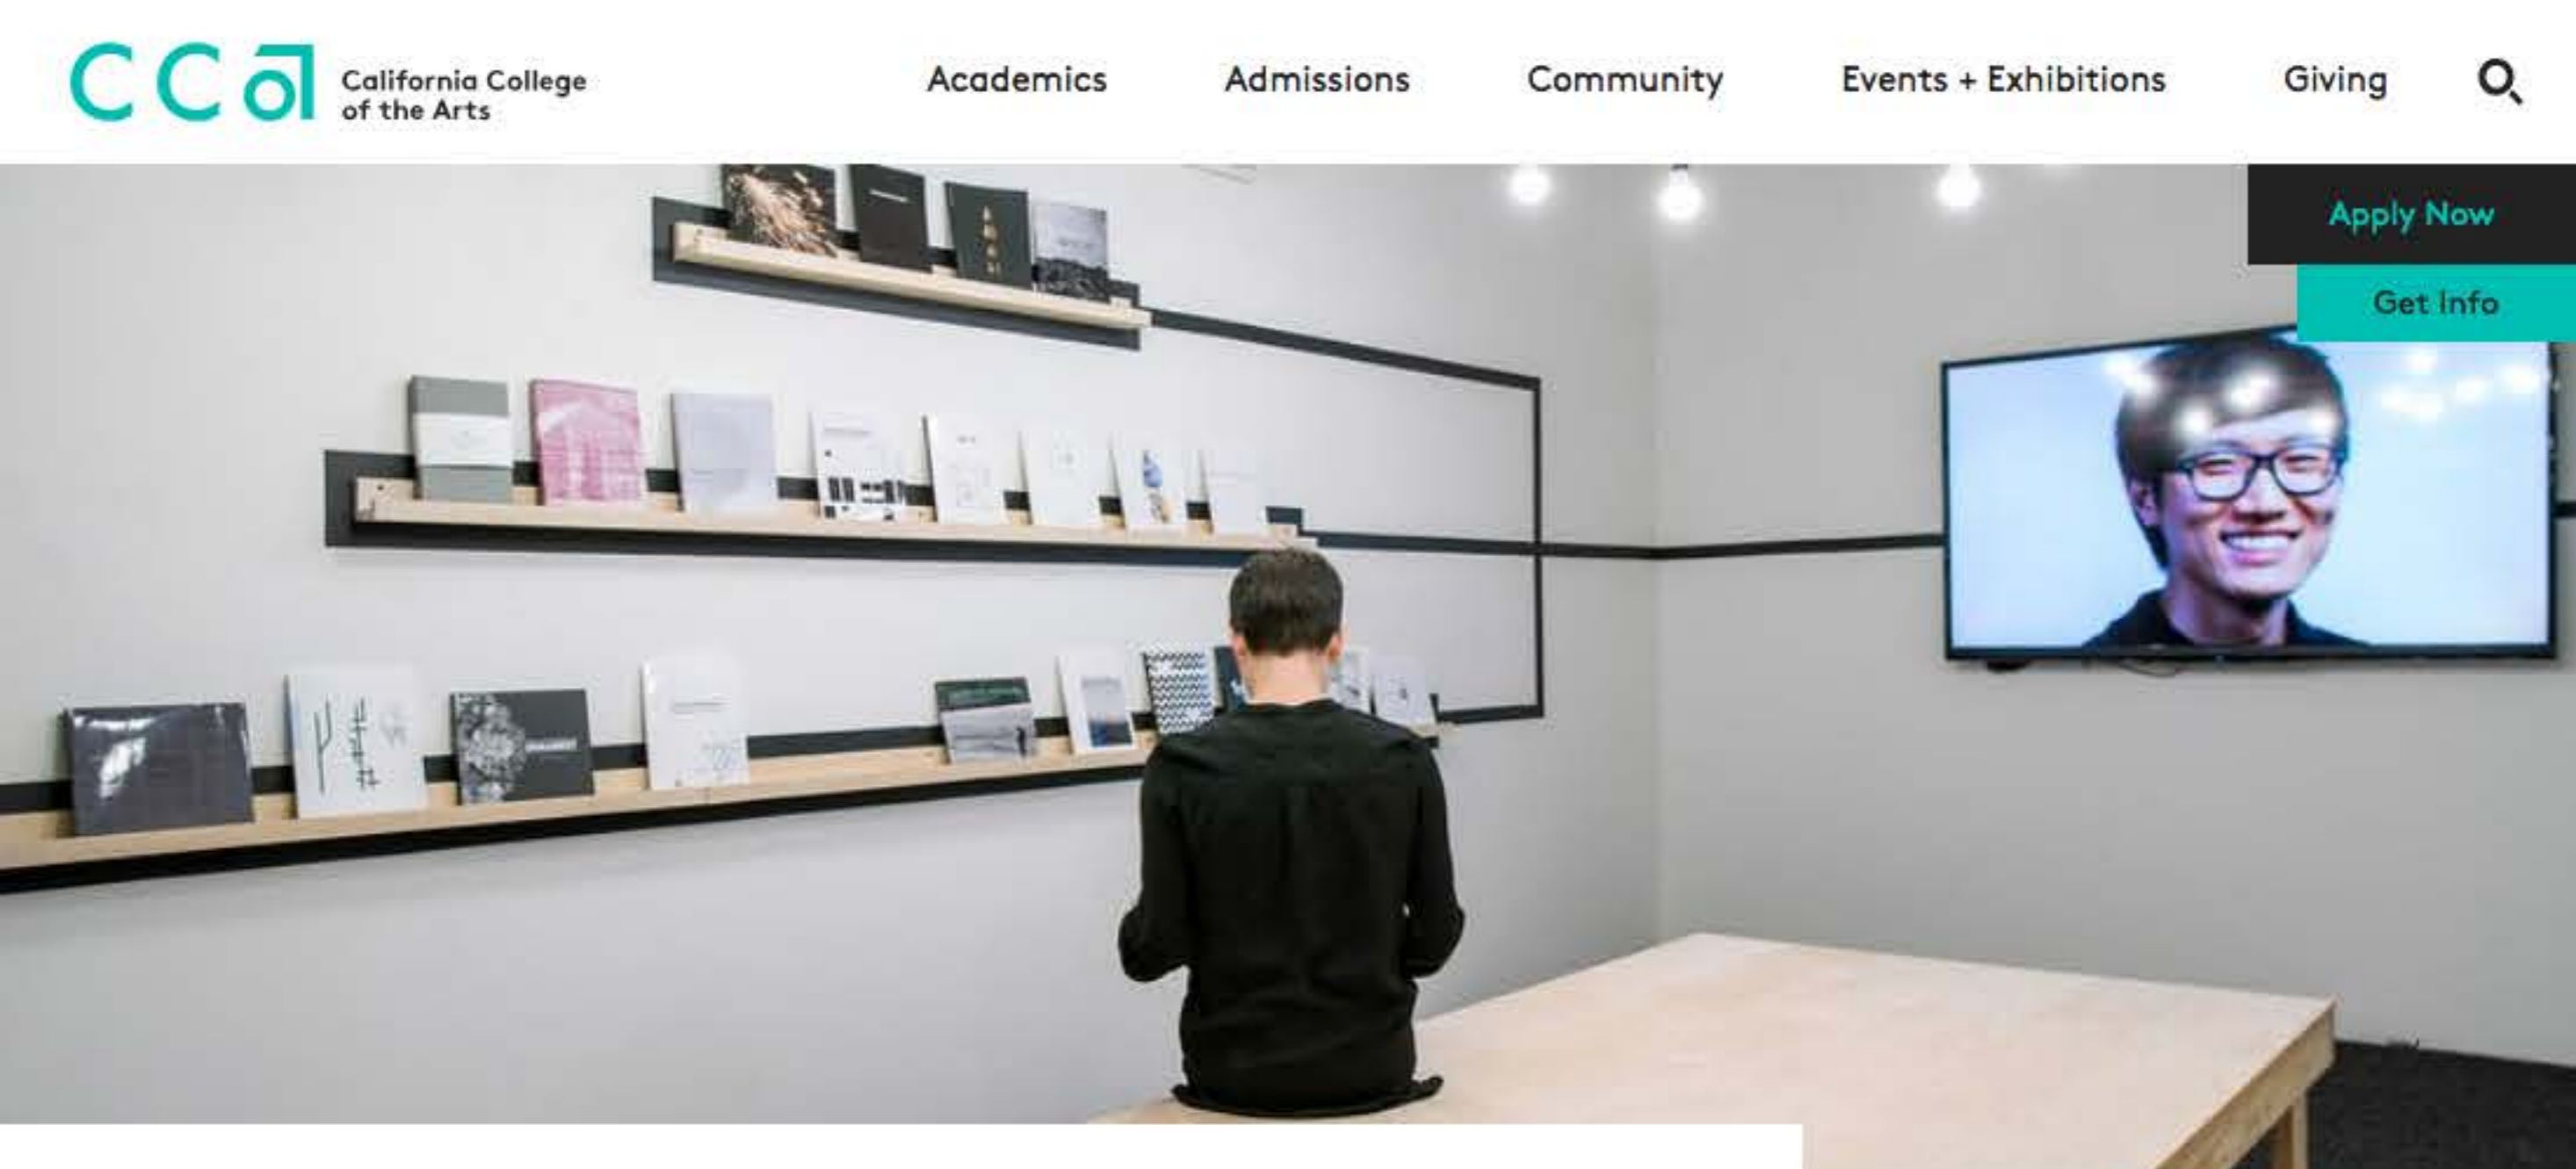 CCA
California College
of the Arts
Academics
Admissions
Community
Events + Exhibitions
Giving
Apply Now
Get Info